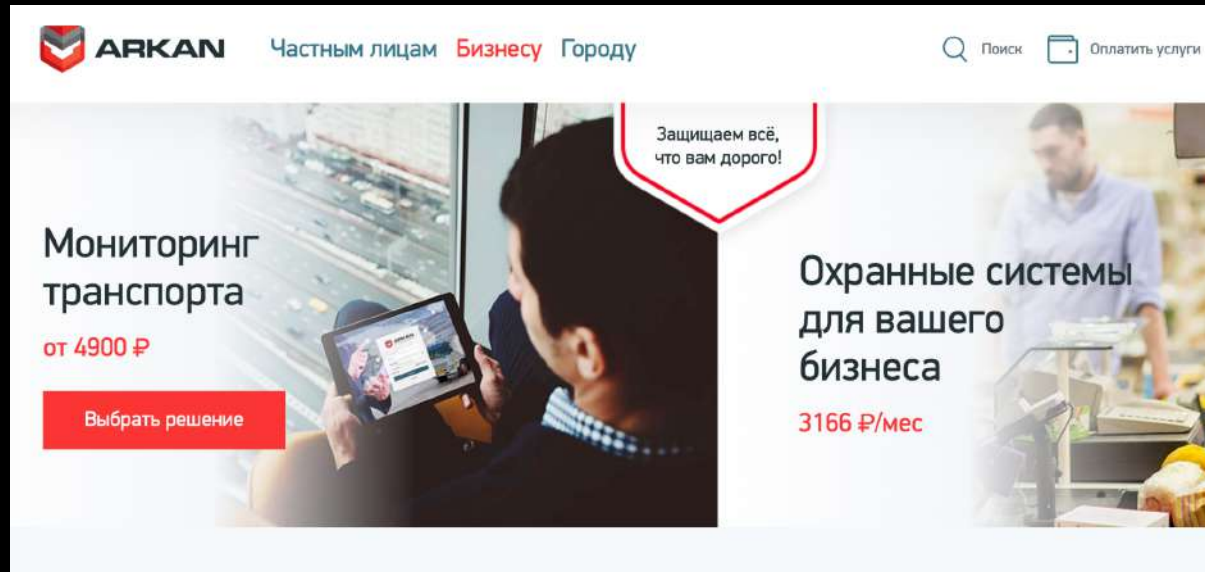 ARKAN
Частным лицам Бизнесу Городу
Поиск
Оплатить услуги
Защищаем всё,
что вам дорого!
Мониторинг
транспорта
от 4900 ₽
Выбрать решение
Охранные системы
для вашего
бизнеса
3166 ₽/мес